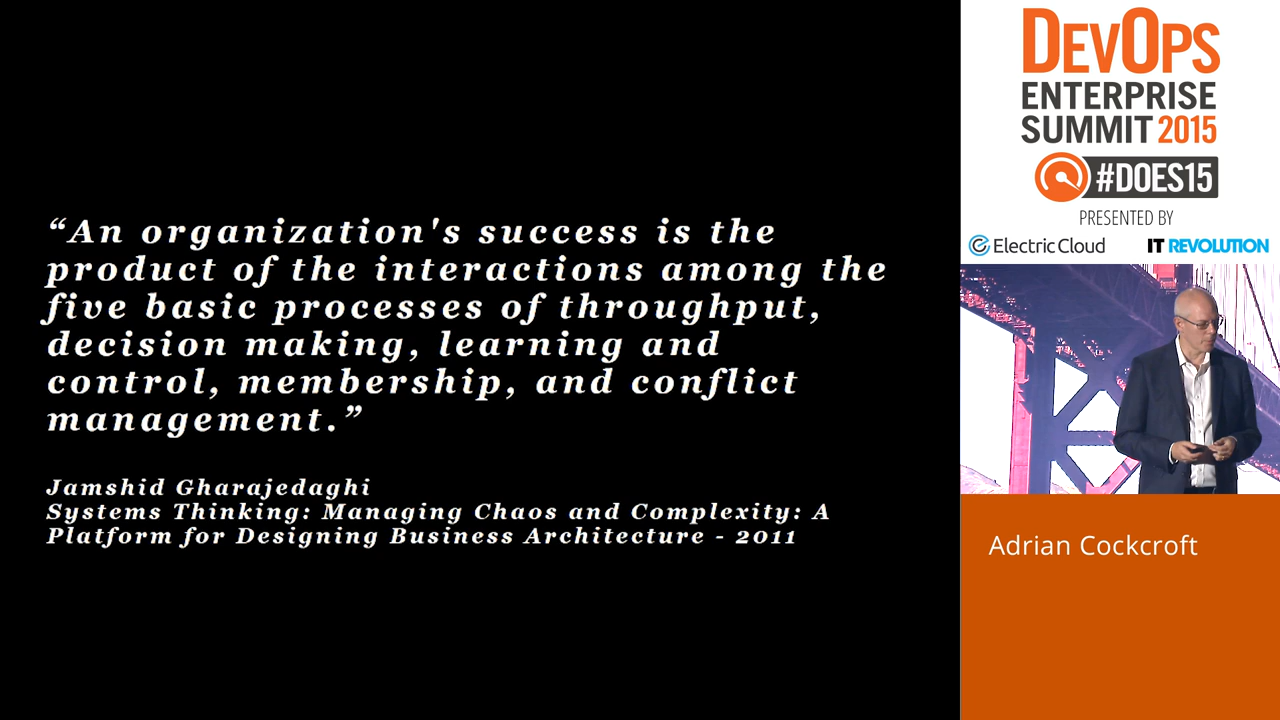 “An organization's success is the
product of the interactions among the
five basic processes of throughput,
decision making, learning and
control, membership, and conflict
management.”
Jamshid Gharajedaghi
Systems Thinking: Managing Chaos and Complexity: A
Platform for Designing Business Architecture - 2011
DEVOPS
ENTERPRISE
SUMMIT 2015
#DOES15
PRESENTED BY
Electric Cloud
IT REVOLUTION
Adrian Cockcroft